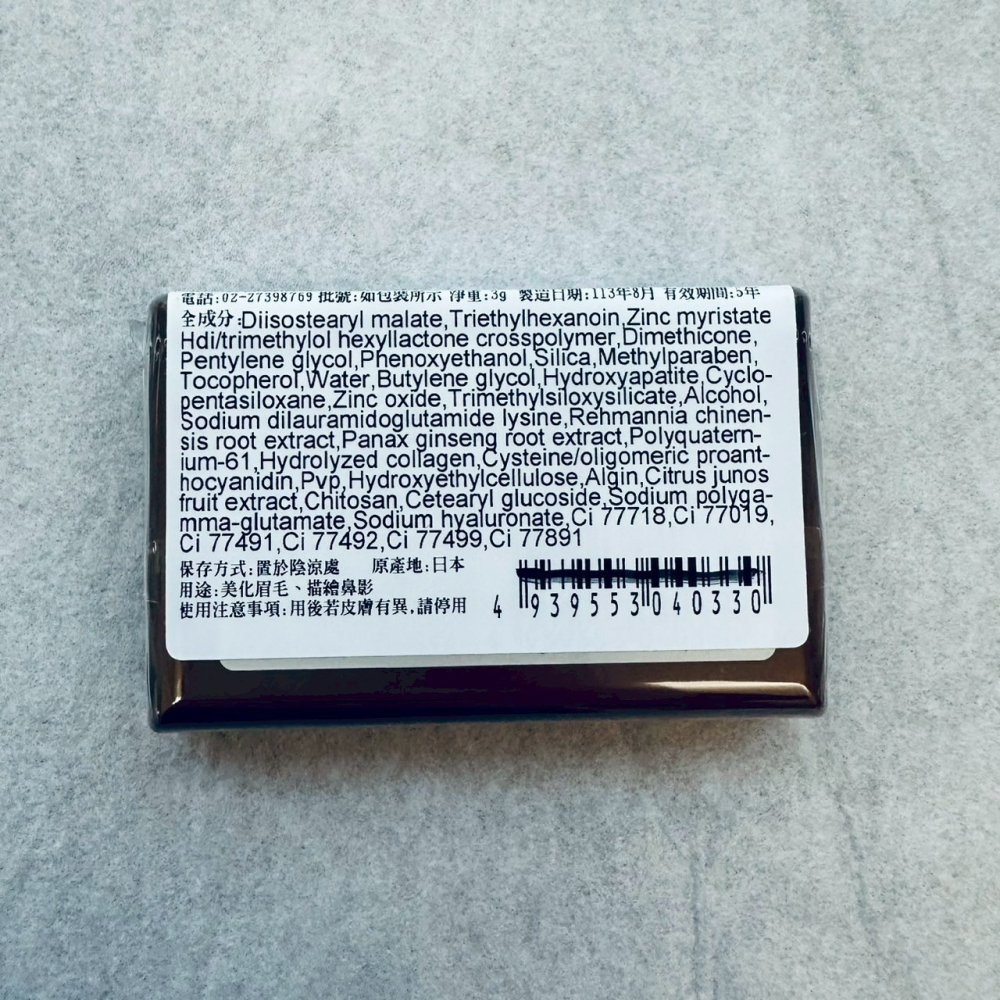 電話:02-27398769 批號:如包裝所示 淨重:3g 製造日期:113年8月 有效期間:5年
全成分:Diisostearyl malate,Triethylhexanoin,Zinc myristate
Hdi/trimethylol hexyllactone crosspolymer,Dimethicone,
Pentylene glycol,Phenoxyethanol,Silica,Methylparaben,
Tocopherol,Water,Butylene glycol,Hydroxyapatite,Cyclo-
pentasiloxane,Zinc oxide,Trimethylsiloxysilicate,Alcohol,
Sodium dilauramidoglutamide lysine,Rehmannia chinen-
sis root extract,Panax ginseng root extract,Polyquatern-
ium-61,Hydrolyzed collagen,Cysteine/oligomeric proant-
hocyanidin,Pvp,Hydroxyethylcellulose,Algin,Citrus junos
fruit extract,Chitosan,Cetearyl glucoside,Sodium polyga-
mma-glutamate,Sodium hyaluronate,Ci 77718,Ci 77019,
Ci 77491,Ci 77492,Ci 77499,Ci 77891
保存方式:置於陰涼處 原產地:日本
用途:美化眉毛、描繪鼻影
使用注意事項:用後若皮膚有異,請停用
4 939553 040330